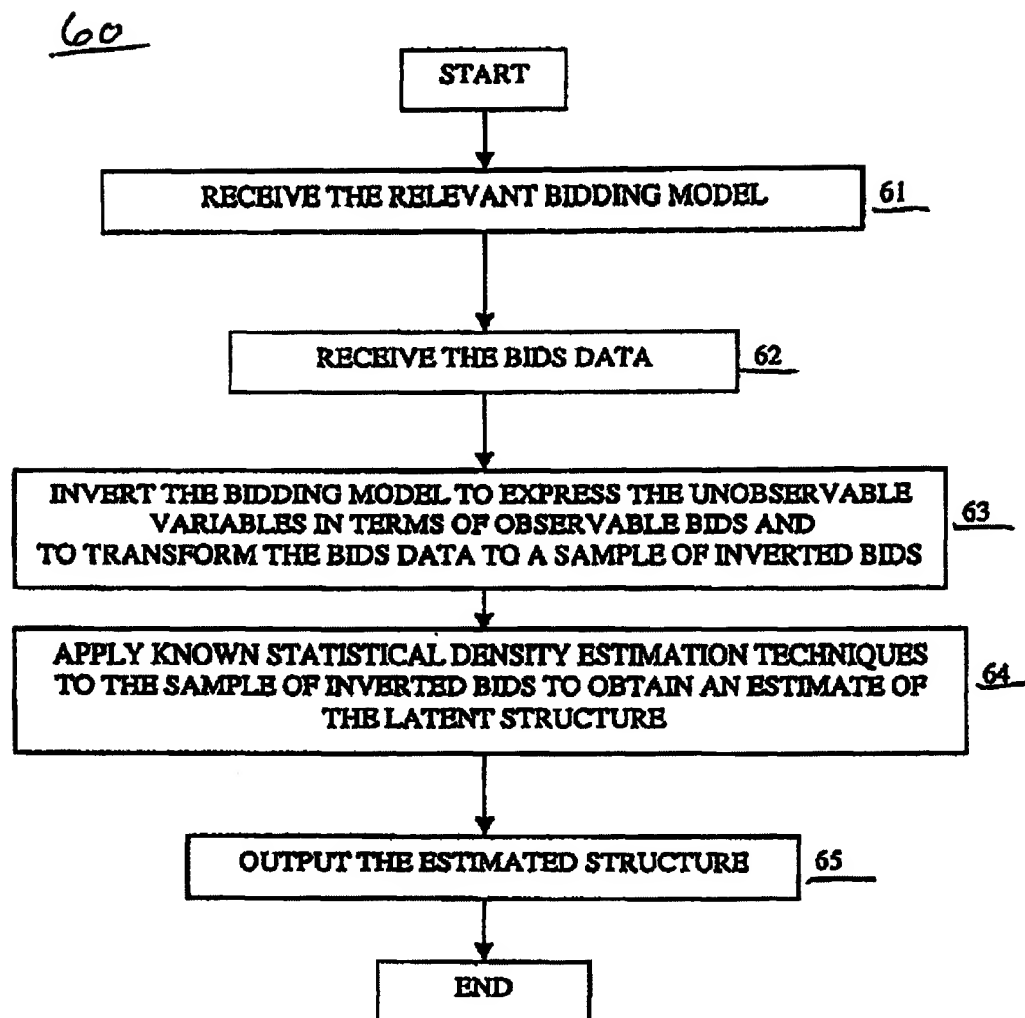 60
START
RECEIVE THE RELEVANT BIDDING MODEL
61
RECEIVE THE BIDS DATA
62
INVERT THE BIDDING MODEL TO EXPRESS THE UNOBSERVABLE
VARIABLES IN TERMS OF OBSERVABLE BIDS AND
TO TRANSFORM THE BIDS DATA TO A SAMPLE OF INVERTED BIDS
63
APPLY KNOWN STATISTICAL DENSITY ESTIMATION TECHNIQUES
TO THE SAMPLE OF INVERTED BIDS TO OBTAIN AN ESTIMATE OF
THE LATENT STRUCTURE
64
OUTPUT THE ESTIMATED STRUCTURE
65
END